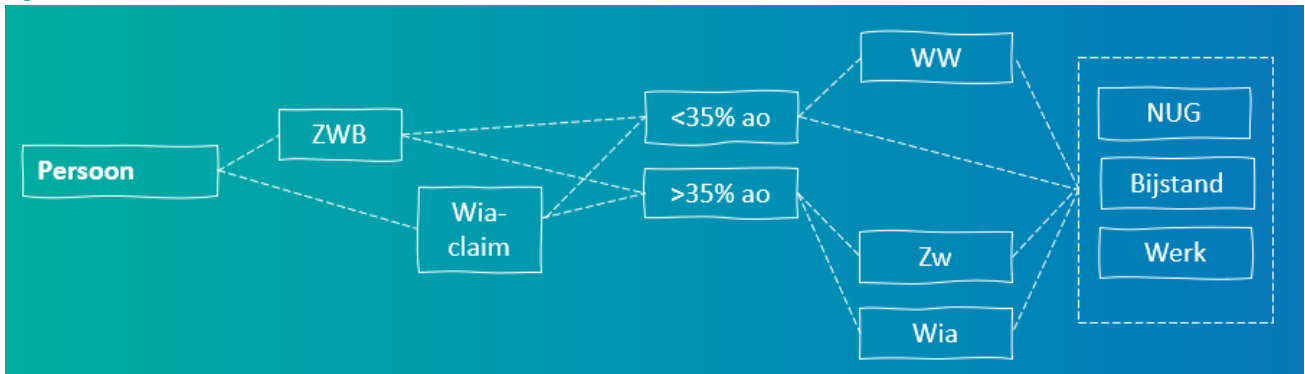 Persoon
ZWB
Wia-
claim
<35% ao
>35% ao
WW
Zw
Wia
NUG
Bijstand
Werk